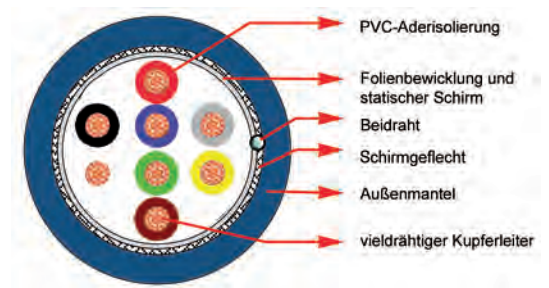 PVC-Aderisolierung
Folienbewicklung und
statischer Schirm
Beidraht
Schirmgeflecht
Außenmantel
vieldrähtiger Kupferleiter